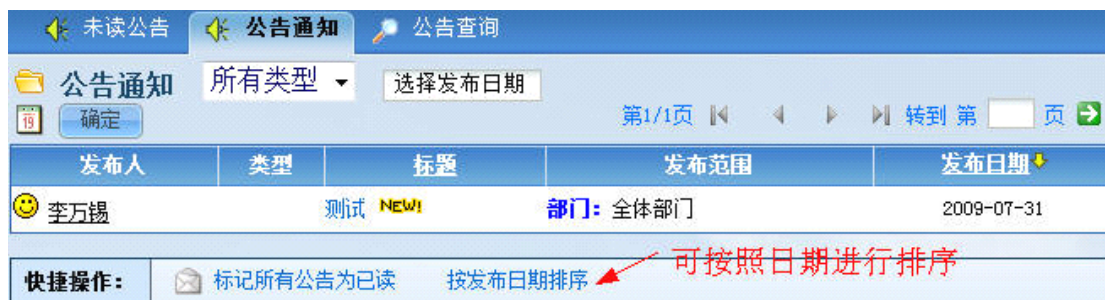 未读公告 公告通知 公告查询
公告通知 所有类型 选择发布日期
19 确定 第1/1页 转到 第 页
发布人 类型 标题 发布范围 发布日期
李万锡 测试 NEW! 部门：全体部门 2009-07-31
快捷操作： 标记所有公告为已读 按发布日期排序 可按照日期进行排序